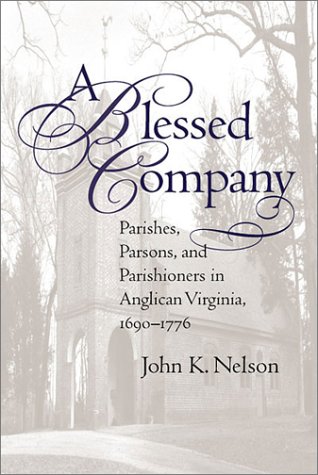 A
Blessed
Company
Parishes,
Parsons, and
Parishioners in
Anglican Virginia,
1690–1776
John K. Nelson